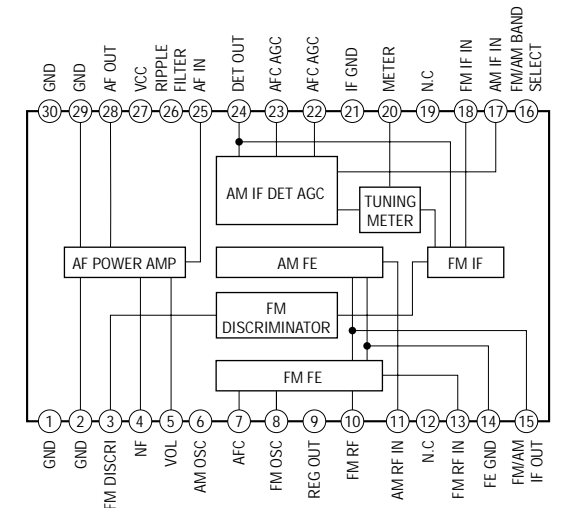 GND
GND
AF OUT
VCC
RIPPLE
FILTER
AF IN
DET OUT
AFC AGC
AFC AGC
IF GND
METER
N.C
FM IF IN
AM IF IN
FM/AM BAND
SELECT
30
29
28
27
26
25
24
23
22
21
20
19
18
17
16
AM IF DET AGC
TUNING
METER
AF POWER AMP
AM FE
FM IF
FM
DISCRIMINATOR
FM FE
1
2
3
4
5
6
7
8
9
10
11
12
13
14
15
GND
GND
FM DISCRI
NF
VOL
AM OSC
AFC
FM OSC
REG OUT
FM RF
AM RF IN
N.C
FM RF IN
FE GND
FM/AM
IF OUT